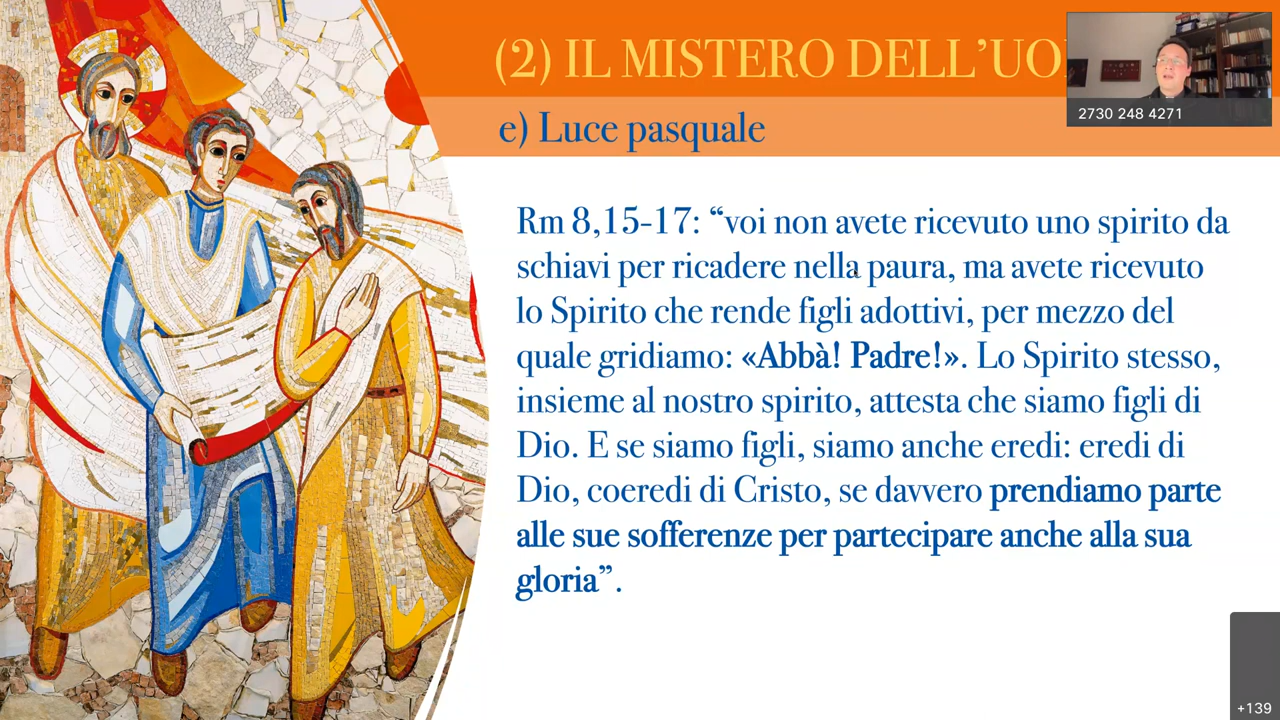 (2) IL MISTERO DELL’UO
2730 248 4271
e) Luce pasquale
Rm 8,15-17: “voi non avete ricevuto uno spirito da
schiavi per ricadere nella paura, ma avete ricevuto
lo Spirito che rende figli adottivi, per mezzo del
quale gridiamo: «Abbà! Padre!». Lo Spirito stesso,
insieme al nostro spirito, attesta che siamo figli di
Dio. E se siamo figli, siamo anche eredi: eredi di
Dio, coeredi di Cristo, se davvero prendiamo parte
alle sue sofferenze per partecipare anche alla sua
gloria”.
+139